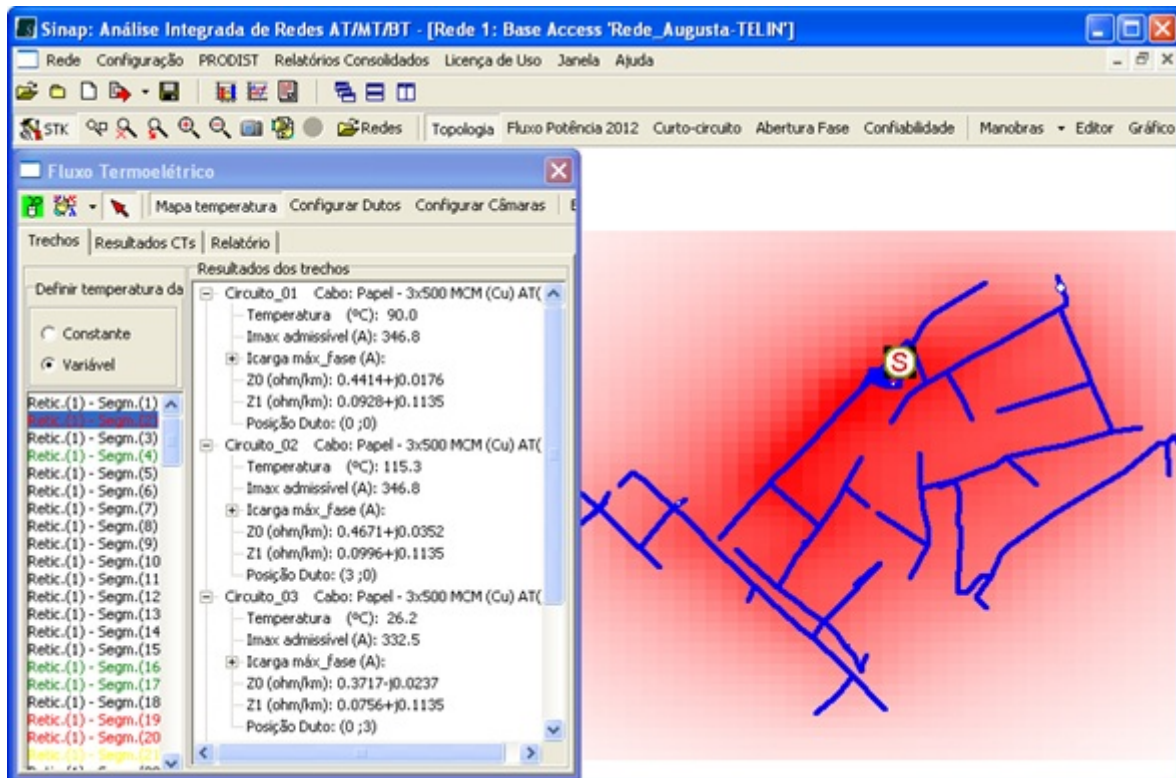 Sinap: Análise Integrada de Redes AT/MT/BT - [Rede 1: Base Access 'Rede_Augusta-TELIN']
Rede Configuração PRODIST Relatórios Consolidados Licença de Uso Janela Ajuda
STK Redes Topologia Fluxo Potência 2012 Curto-circuito Abertura Fase Confiabilidade Manobras Editor Gráfico
Fluxo Termoelétrico
Mapa temperatura Configurar Dutos Configurar Câmaras E
Trechos Resultados CTs Relatório
Definir temperatura da
Constante
Variável
Retic.(1) - Segm.(1)
Retic.(1) - Segm.(2)
Retic.(1) - Segm.(3)
Retic.(1) - Segm.(4)
Retic.(1) - Segm.(5)
Retic.(1) - Segm.(6)
Retic.(1) - Segm.(7)
Retic.(1) - Segm.(8)
Retic.(1) - Segm.(9)
Retic.(1) - Segm.(10
Retic.(1) - Segm.(11
Retic.(1) - Segm.(12
Retic.(1) - Segm.(13
Retic.(1) - Segm.(14
Retic.(1) - Segm.(15
Retic.(1) - Segm.(16
Retic.(1) - Segm.(17
Retic.(1) - Segm.(18
Retic.(1) - Segm.(19
Retic.(1) - Segm.(20
Retic.(1) - Segm.(21
Resultados dos trechos
Circuito_01 Cabo: Papel - 3x500 MCM (Cu) AT(
Temperatura (ºC): 90.0
Imax admissível (A): 346.8
Icarga máx_fase (A):
Z0 (ohm/km): 0.4414+j0.0176
Z1 (ohm/km): 0.0928+j0.1135
Posição Duto: (0 ;0)
Circuito_02 Cabo: Papel - 3x500 MCM (Cu) AT(
Temperatura (ºC): 115.3
Imax admissível (A): 346.8
Icarga máx_fase (A):
Z0 (ohm/km): 0.4671+j0.0352
Z1 (ohm/km): 0.0996+j0.1135
Posição Duto: (3 ;0)
Circuito_03 Cabo: Papel - 3x500 MCM (Cu) AT(
Temperatura (ºC): 26.2
Imax admissível (A): 332.5
Icarga máx_fase (A):
Z0 (ohm/km): 0.3717-j0.0237
Z1 (ohm/km): 0.0756+j0.1135
Posição Duto: (0 ;3)
S